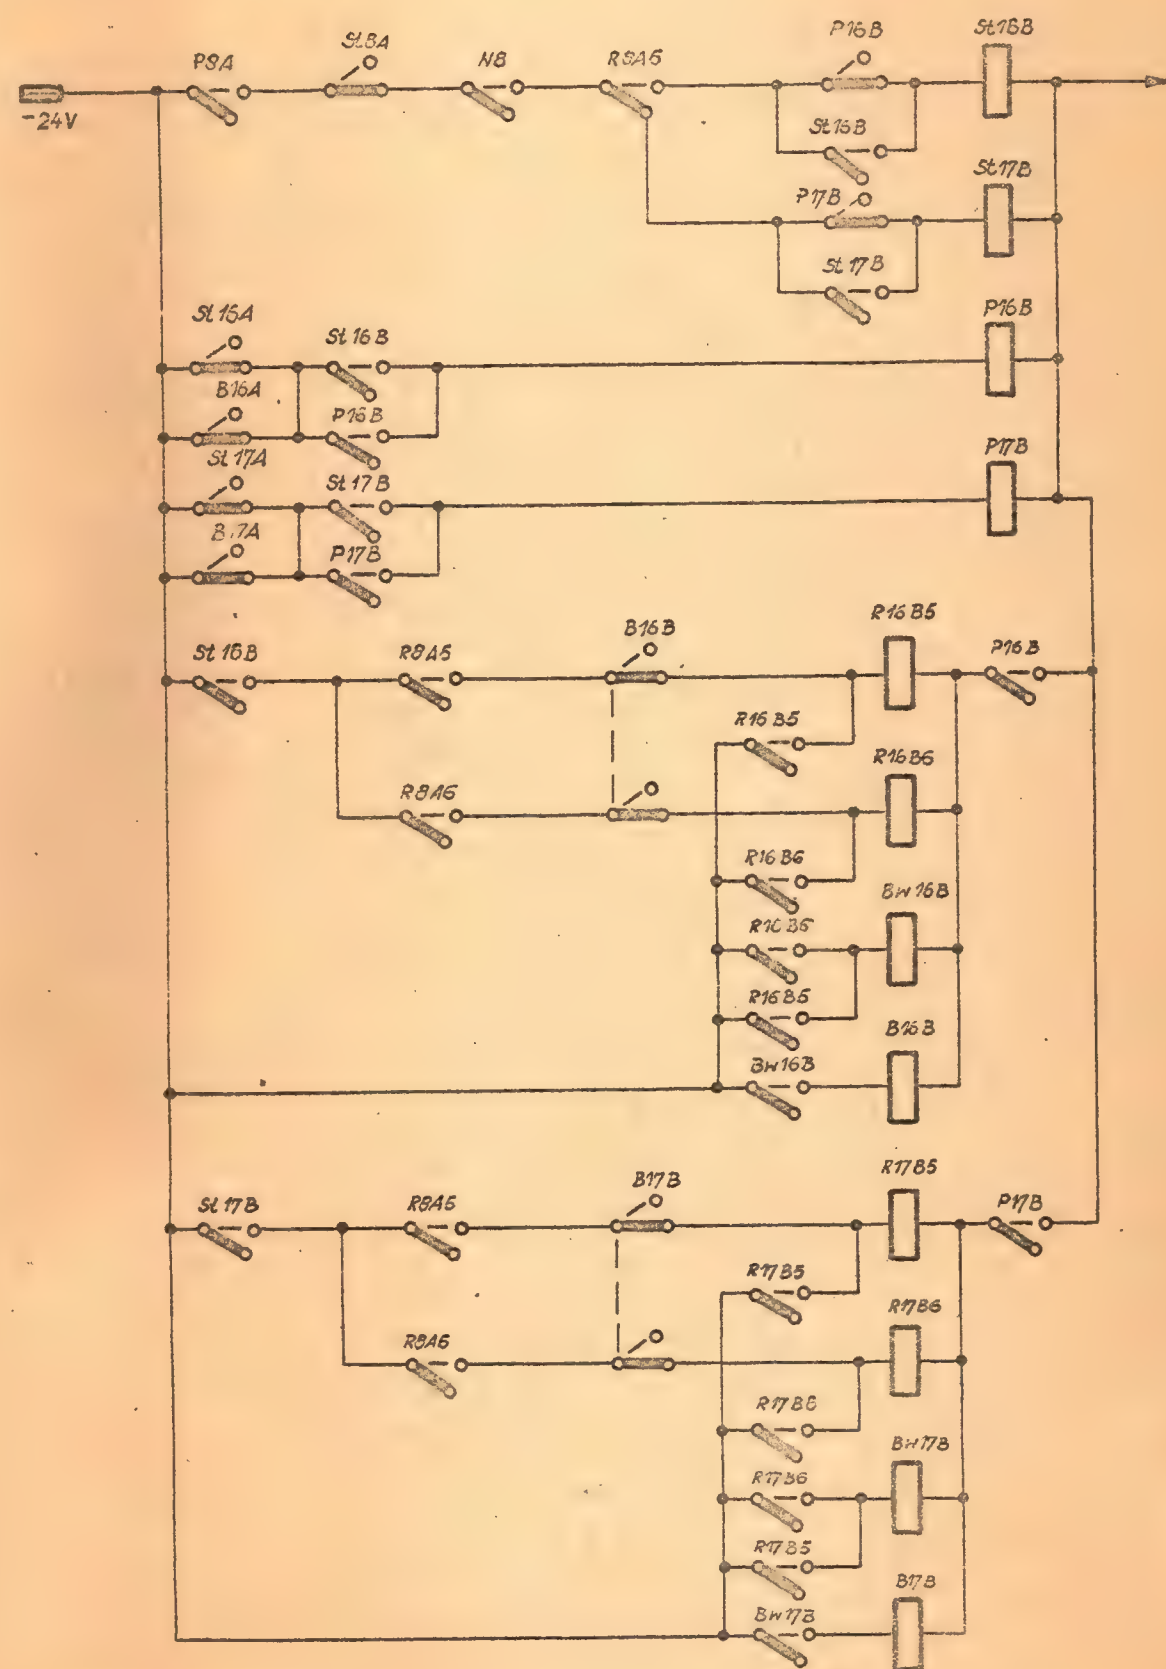 P8A St8A N8 R8A6 P16B St16B
-24V
St16B
St17B
P17B
St17B
St16A St16B P16B
B16A P16B
St17A St17B P17B
P17B
St16B R8A5 B16B R16B5 P16B
R16B5
R8A6 R16B6
R16B6
Bw16B
R16B6
R16B5
B16B
Bw16B
St17B R8A5 B17B R17B5 P17B
R17B5
R8A6 R17B6
R17B6
Bw17B
R17B6
R17B5
B17B
Bw17B